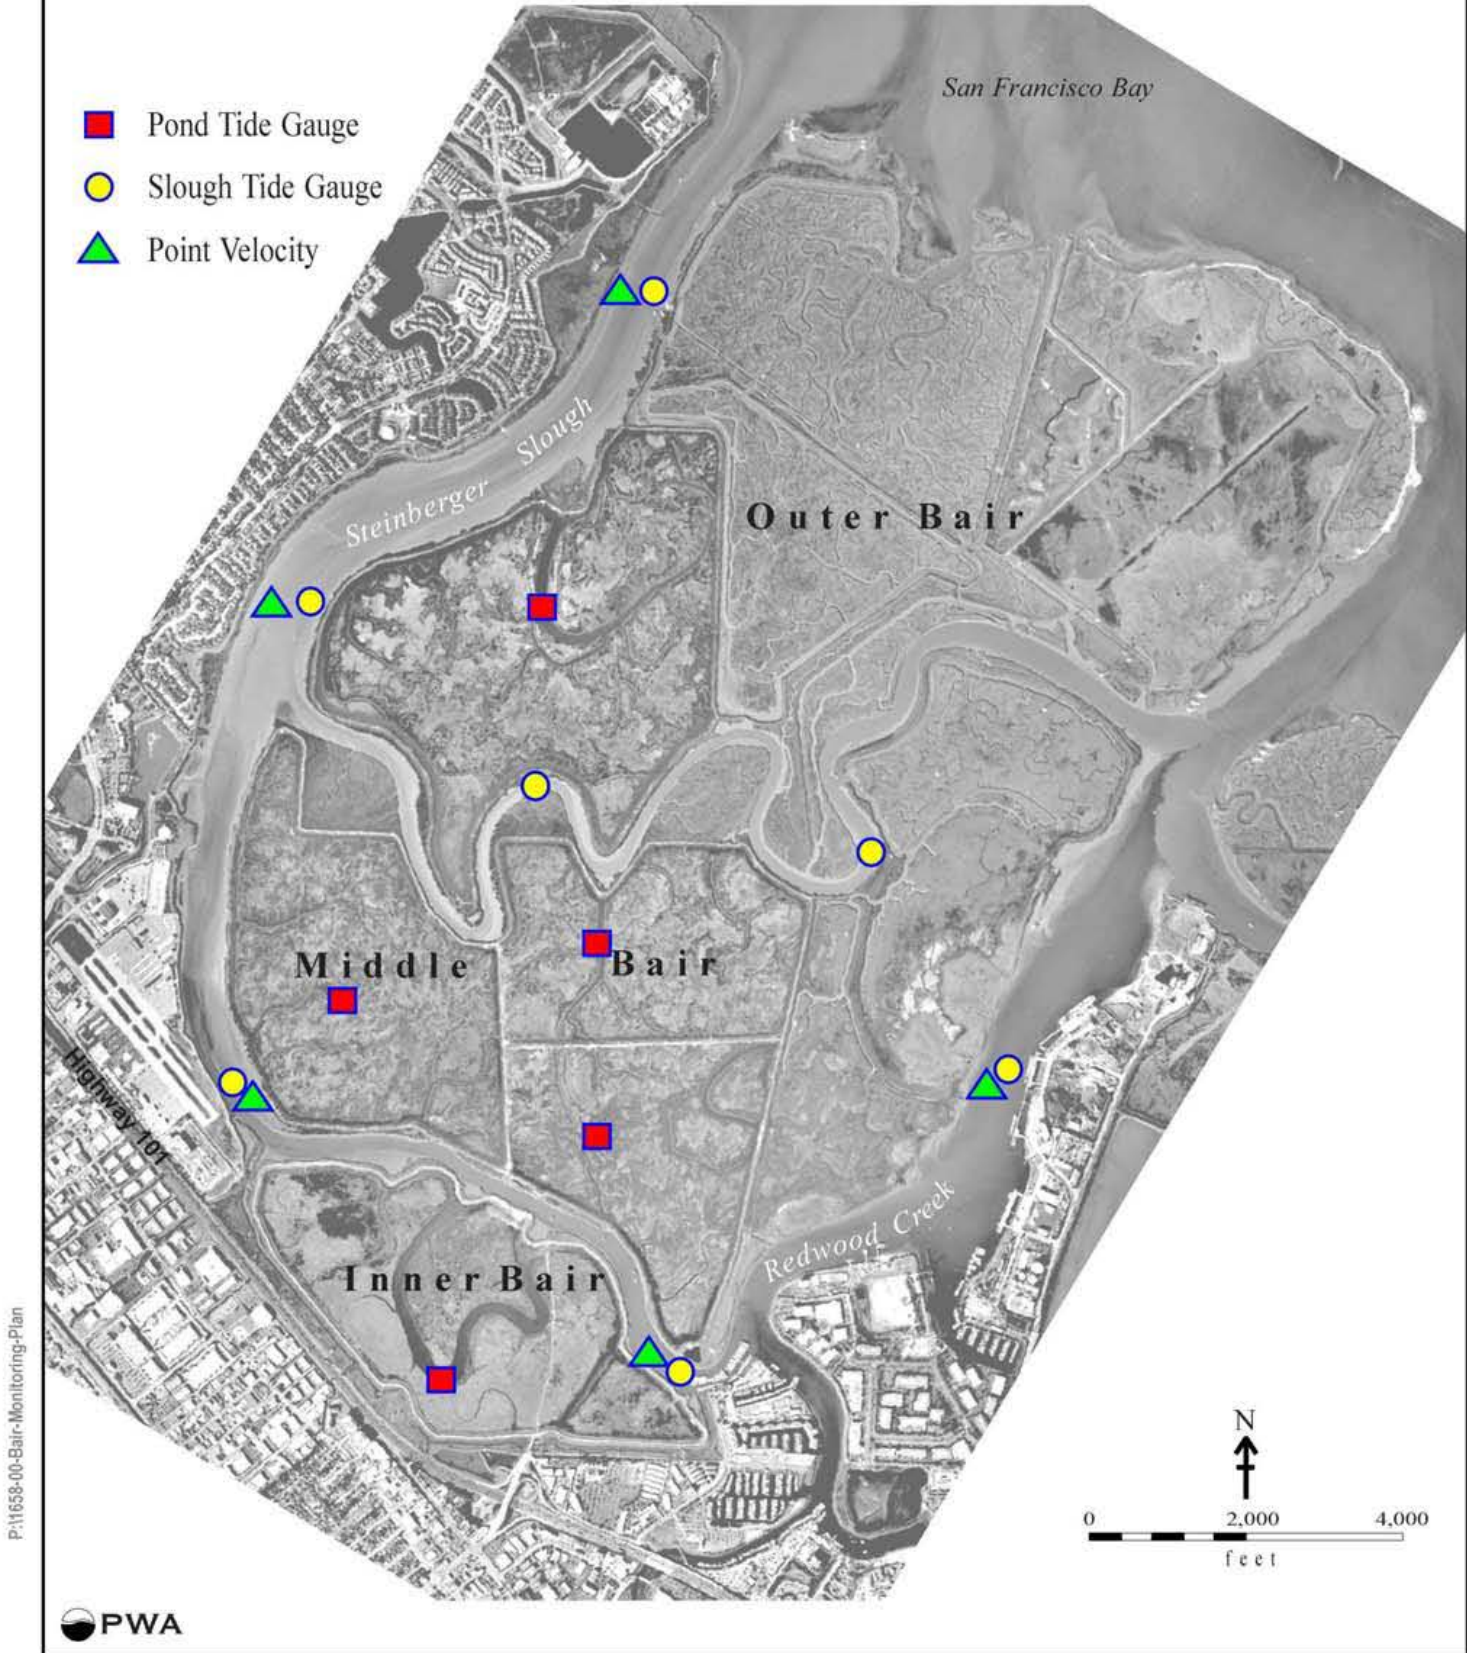 San Francisco Bay
Pond Tide Gauge
Slough Tide Gauge
Point Velocity
Steinberger Slough
Outer Bair
Middle Bair
Highway 101
Redwood Creek
Inner Bair
N
0 2,000 4,000
feet
P:\1658-00-Bair-Monitoring-Plan
PWA